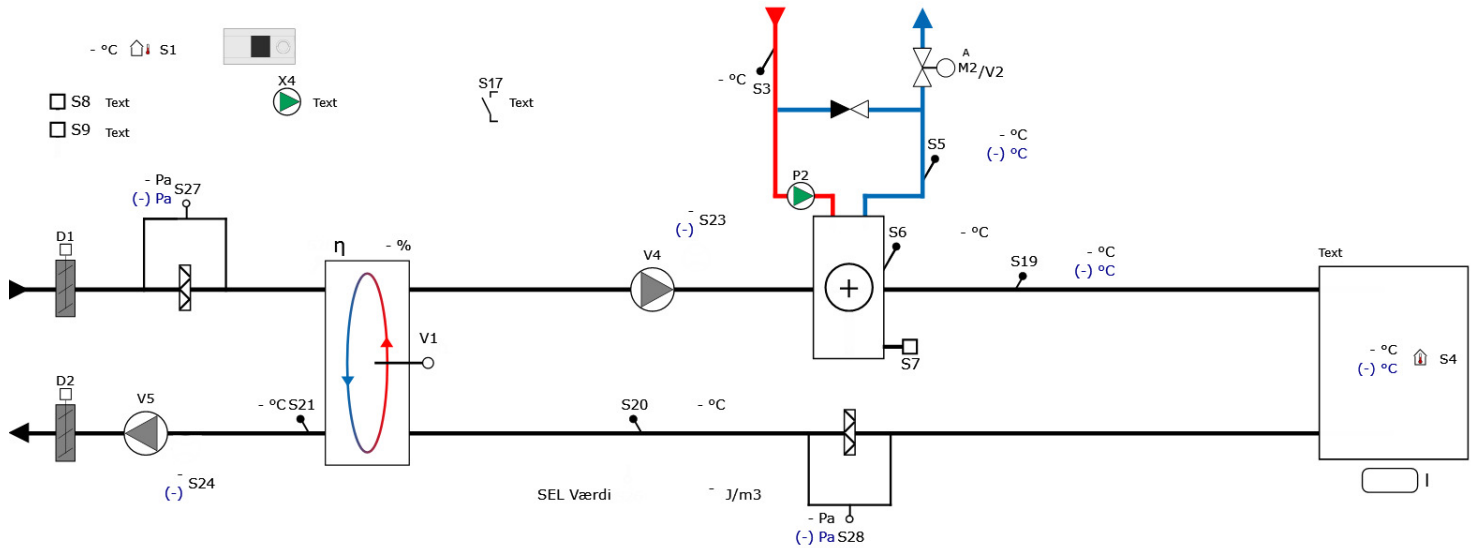 - °C S1
X4
Text
S8 Text
S9 Text
S17
Text
- °C
S3
A
M2/V2
S5
- °C
(-) °C
P2
- Pa
(-) Pa S27
D1
η - %
-
(-) S23
V4
S6
- °C
S19
- °C
(-) °C
Text
V1
S7
- °C
(-) °C
S4
D2
V5
- °C S21
S20
- °C
-
(-) S24
SEL Værdi - J/m3
- Pa
(-) Pa S28
I